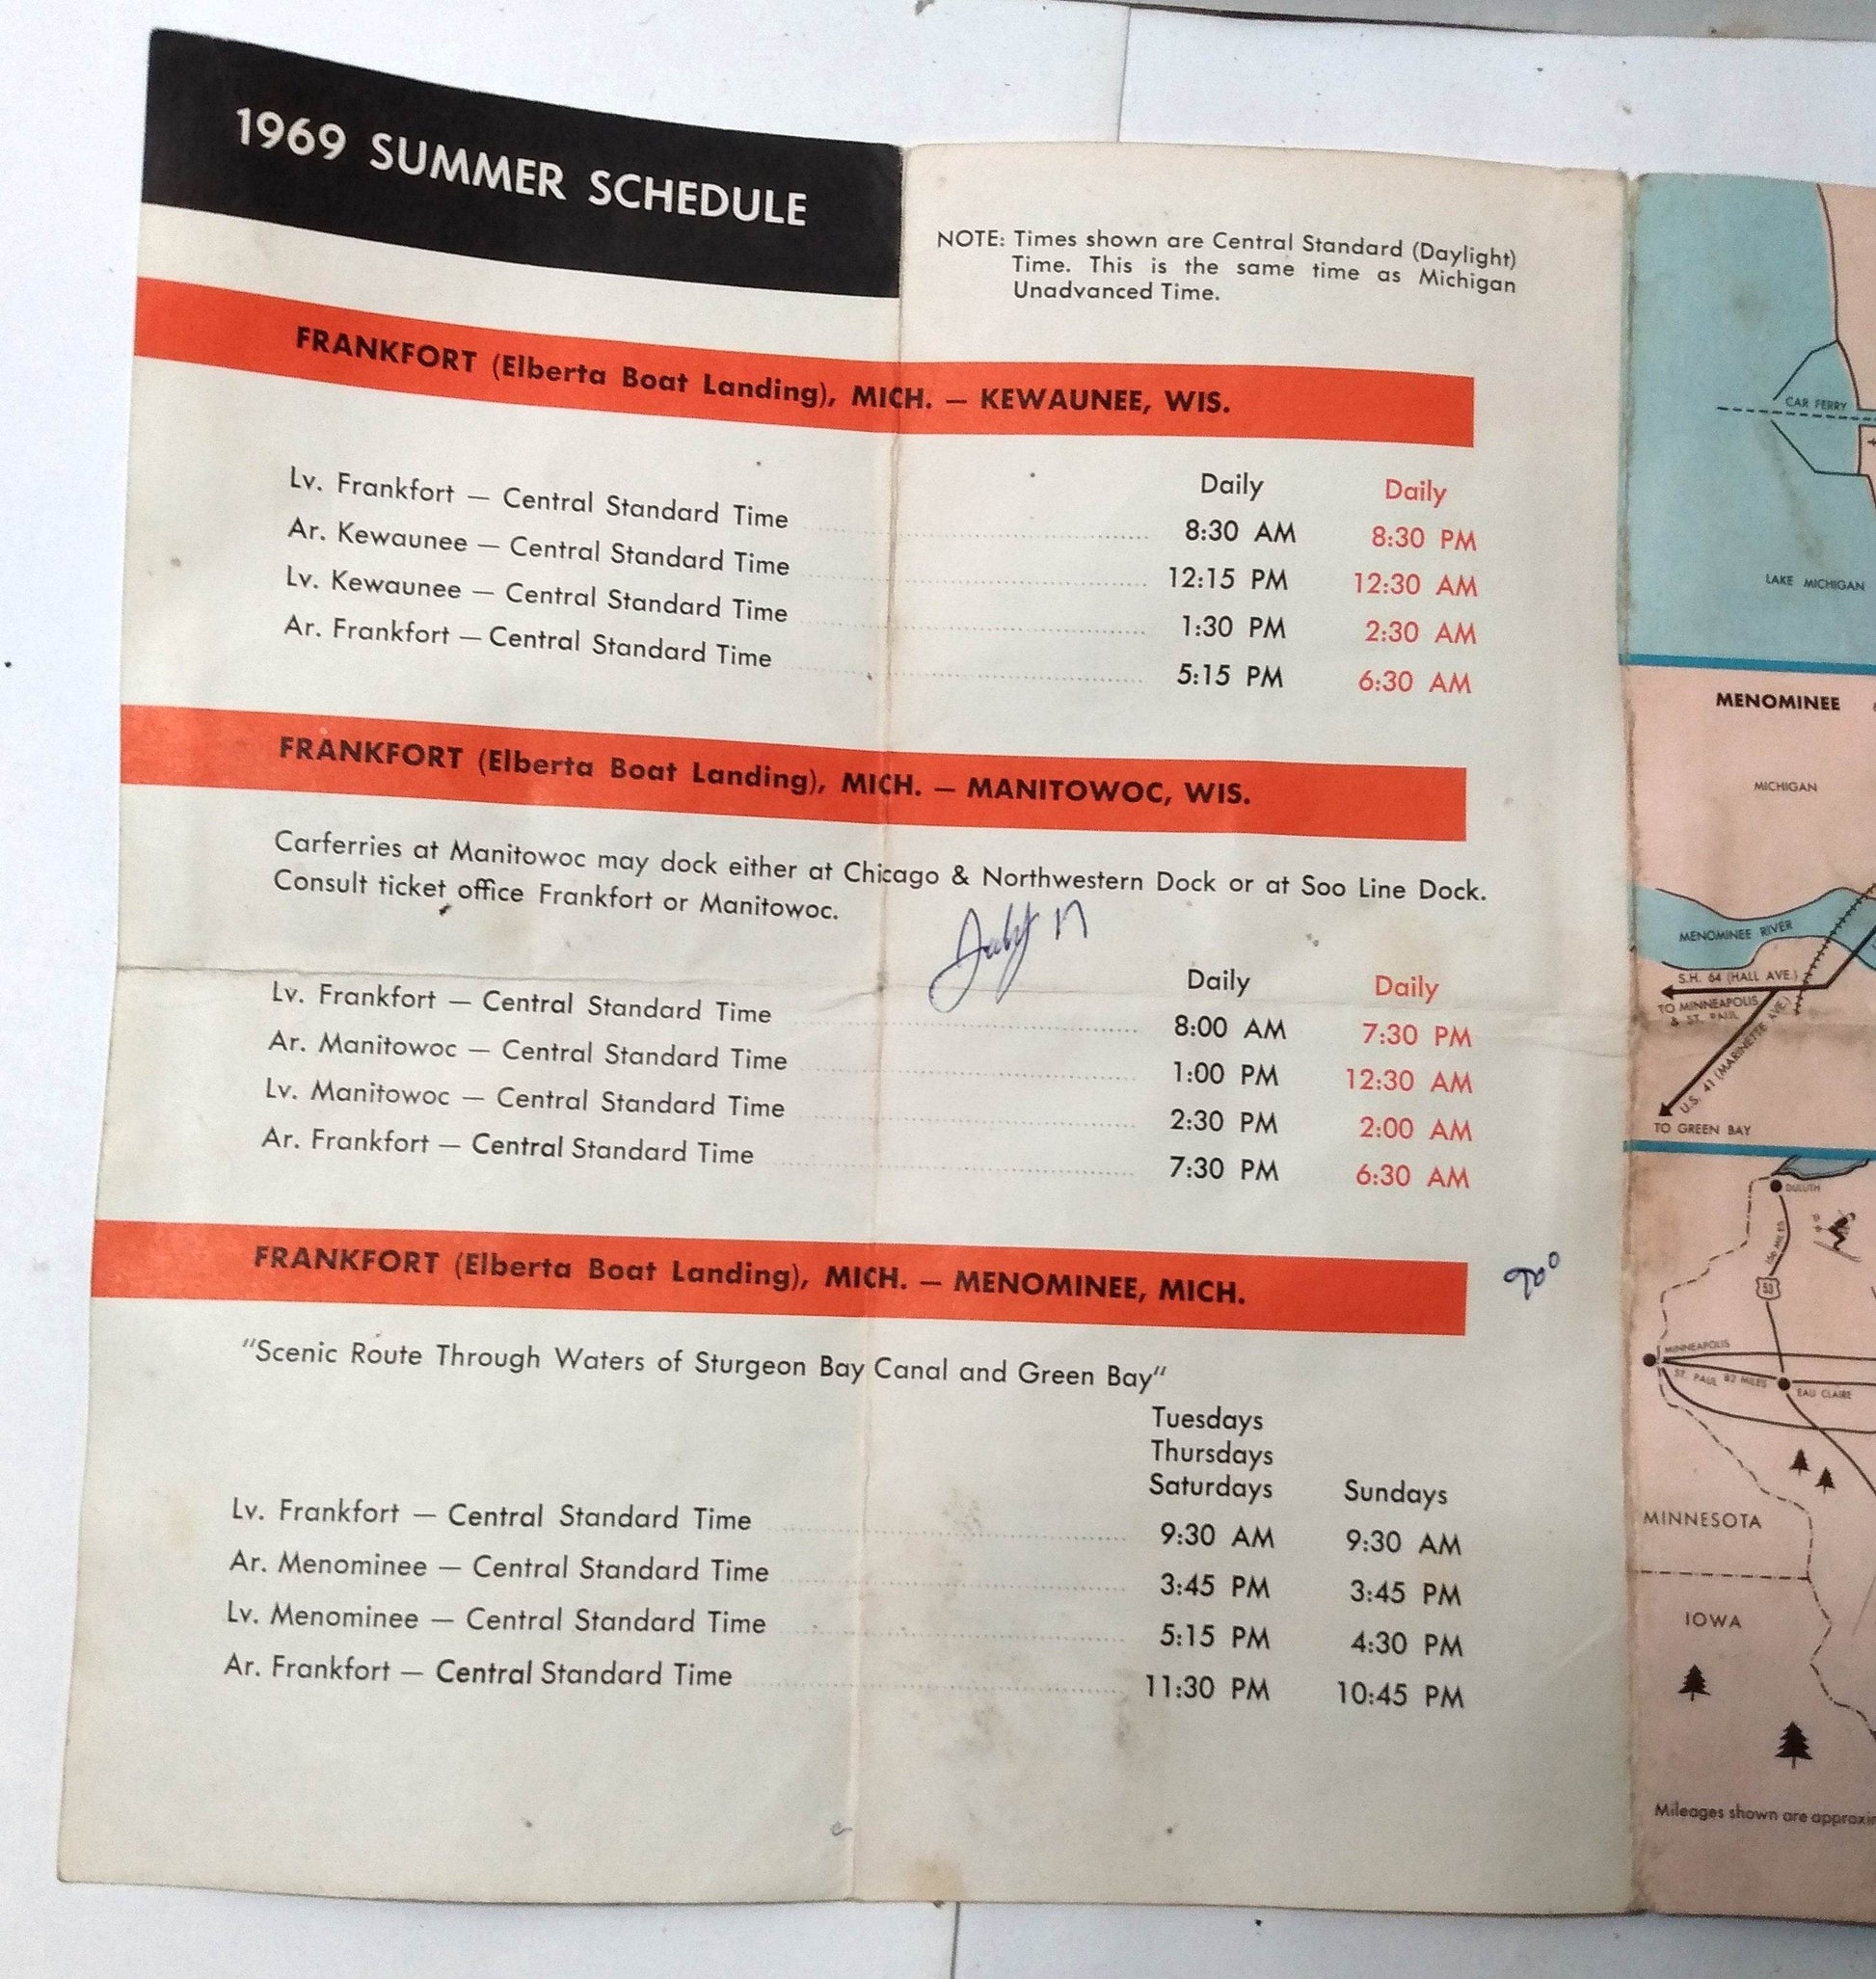 1969 SUMMER SCHEDULE
NOTE: Times shown are Central Standard (Daylight)
Time. This is the same time as Michigan
Unadvanced Time.
FRANKFORT (Elberta Boat Landing), MICH. — KEWAUNEE, WIS.
Daily Daily
Lv. Frankfort — Central Standard Time 8:30 AM 8:30 PM
Ar. Kewaunee — Central Standard Time 12:15 PM 12:30 AM
Lv. Kewaunee — Central Standard Time 1:30 PM 2:30 AM
Ar. Frankfort — Central Standard Time 5:15 PM 6:30 AM
FRANKFORT (Elberta Boat Landing), MICH. — MANITOWOC, WIS.
Carferries at Manitowoc may dock either at Chicago & Northwestern Dock or at Soo Line Dock.
Consult ticket office Frankfort or Manitowoc.
July 17
Daily Daily
Lv. Frankfort — Central Standard Time 8:00 AM 7:30 PM
Ar. Manitowoc — Central Standard Time 1:00 PM 12:30 AM
Lv. Manitowoc — Central Standard Time 2:30 PM 2:00 AM
Ar. Frankfort — Central Standard Time 7:30 PM 6:30 AM
FRANKFORT (Elberta Boat Landing), MICH. — MENOMINEE, MICH.
"Scenic Route Through Waters of Sturgeon Bay Canal and Green Bay"
Tuesdays
Thursdays
Saturdays Sundays
Lv. Frankfort — Central Standard Time 9:30 AM 9:30 AM
Ar. Menominee — Central Standard Time 3:45 PM 3:45 PM
Lv. Menominee — Central Standard Time 5:15 PM 4:30 PM
Ar. Frankfort — Central Standard Time 11:30 PM 10:45 PM
CAR FERRY
LAKE MICHIGAN
MENOMINEE
MICHIGAN
MENOMINEE RIVER
S.H. 64 (HALL AVE.)
TO MINNEAPOLIS
& ST. PAUL
U.S. 41 (MARINETTE AVE.)
TO GREEN BAY
DULUTH
MILES
53
MINNEAPOLIS
ST. PAUL 82 MILES
EAU CLAIRE
MINNESOTA
IOWA
Mileages shown are